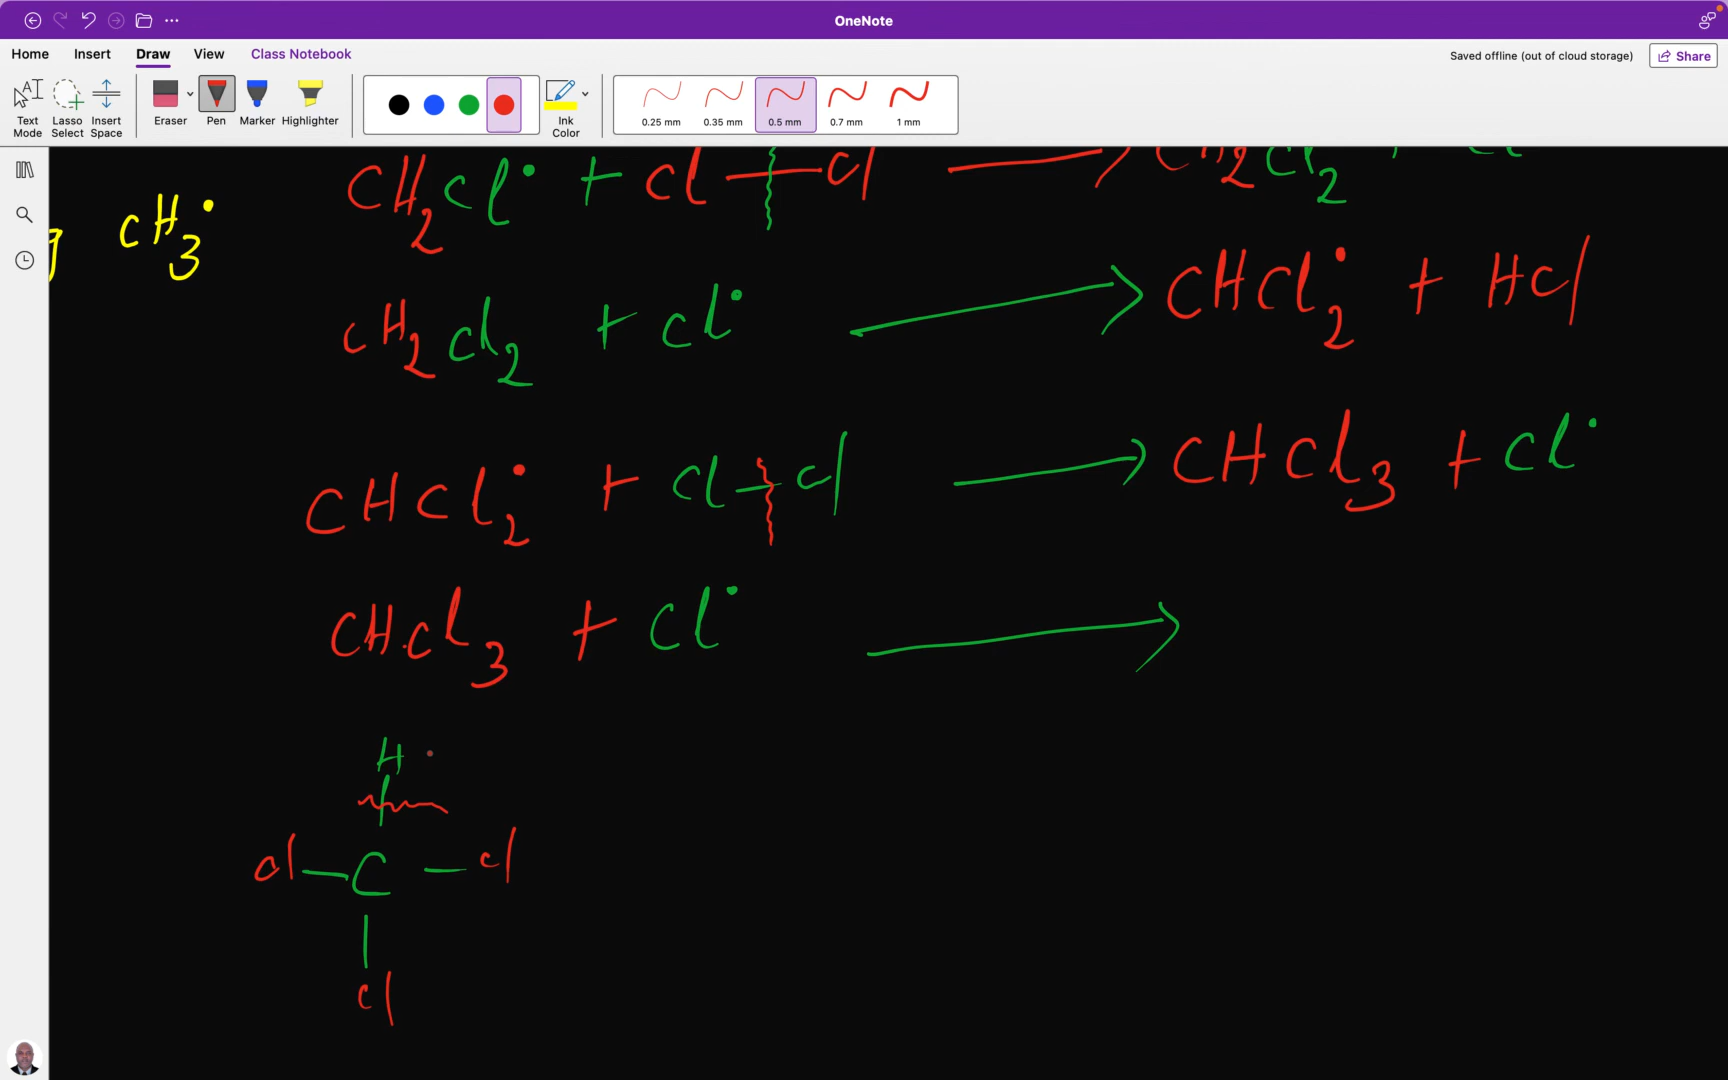 OneNote
Home Insert Draw View Class Notebook
Saved offline (out of cloud storage) Share
Text Mode Lasso Select Insert Space Eraser Pen Marker Highlighter Ink Color 0.25 mm 0.35 mm 0.5 mm 0.7 mm 1 mm
CH₂Cl• + Cl—Cl → CH₂Cl₂ +
CH₃•
CH₂Cl₂ + Cl• → CHCl₂• + HCl
CHCl₂• + Cl—Cl → CHCl₃ + Cl•
CH.Cl₃ + Cl• →
H •
Cl—C—Cl
Cl